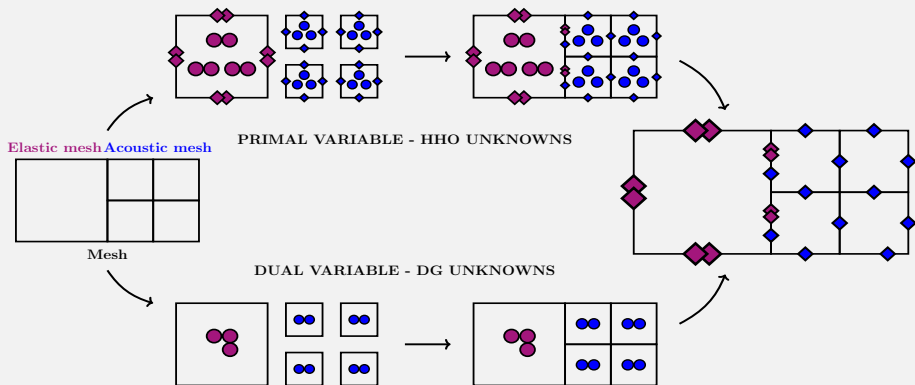 PRIMAL VARIABLE - HHO UNKNOWNS
Elastic mesh Acoustic mesh
Mesh
DUAL VARIABLE - DG UNKNOWNS